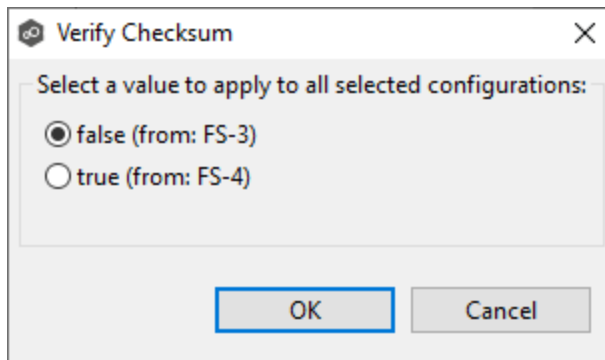 Verify Checksum
Select a value to apply to all selected configurations:
false (from: FS-3)
true (from: FS-4)
OK
Cancel